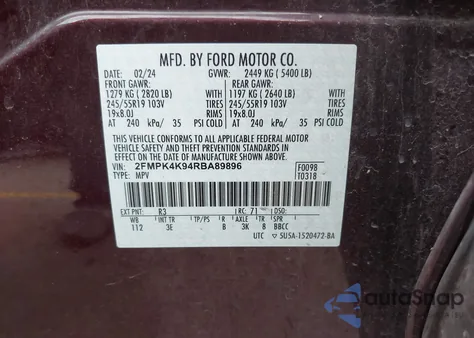 MFD. BY FORD MOTOR CO.
DATE: 02/24 GVWR: 2449 KG ( 5400 LB)
FRONT GAWR: REAR GAWR:
1279 KG ( 2820 LB) WITH 1197 KG ( 2640 LB) WITH
245/55R19 103V TIRES 245/55R19 103V TIRES
19x8.0J RIMS 19x8.0J RIMS
AT 240 kPa/ 35 PSI COLD AT 240 kPa/ 35 PSI COLD
THIS VEHICLE CONFORMS TO ALL APPLICABLE FEDERAL MOTOR
VEHICLE SAFETY AND THEFT PREVENTION STANDARDS IN
EFFECT ON THE DATE OF MANUFACTURE SHOWN ABOVE.
VIN: 2FMPK4K94RBA89896 F0098
TYPE: MPV T0318
EXT PNT: R3 RC: 71 DSO:
WB INT TR TP/PS R AXLE TR SPR
112 3E B 3K 8 BBCC
UTC 5U5A-1520472-BA
autoSnap